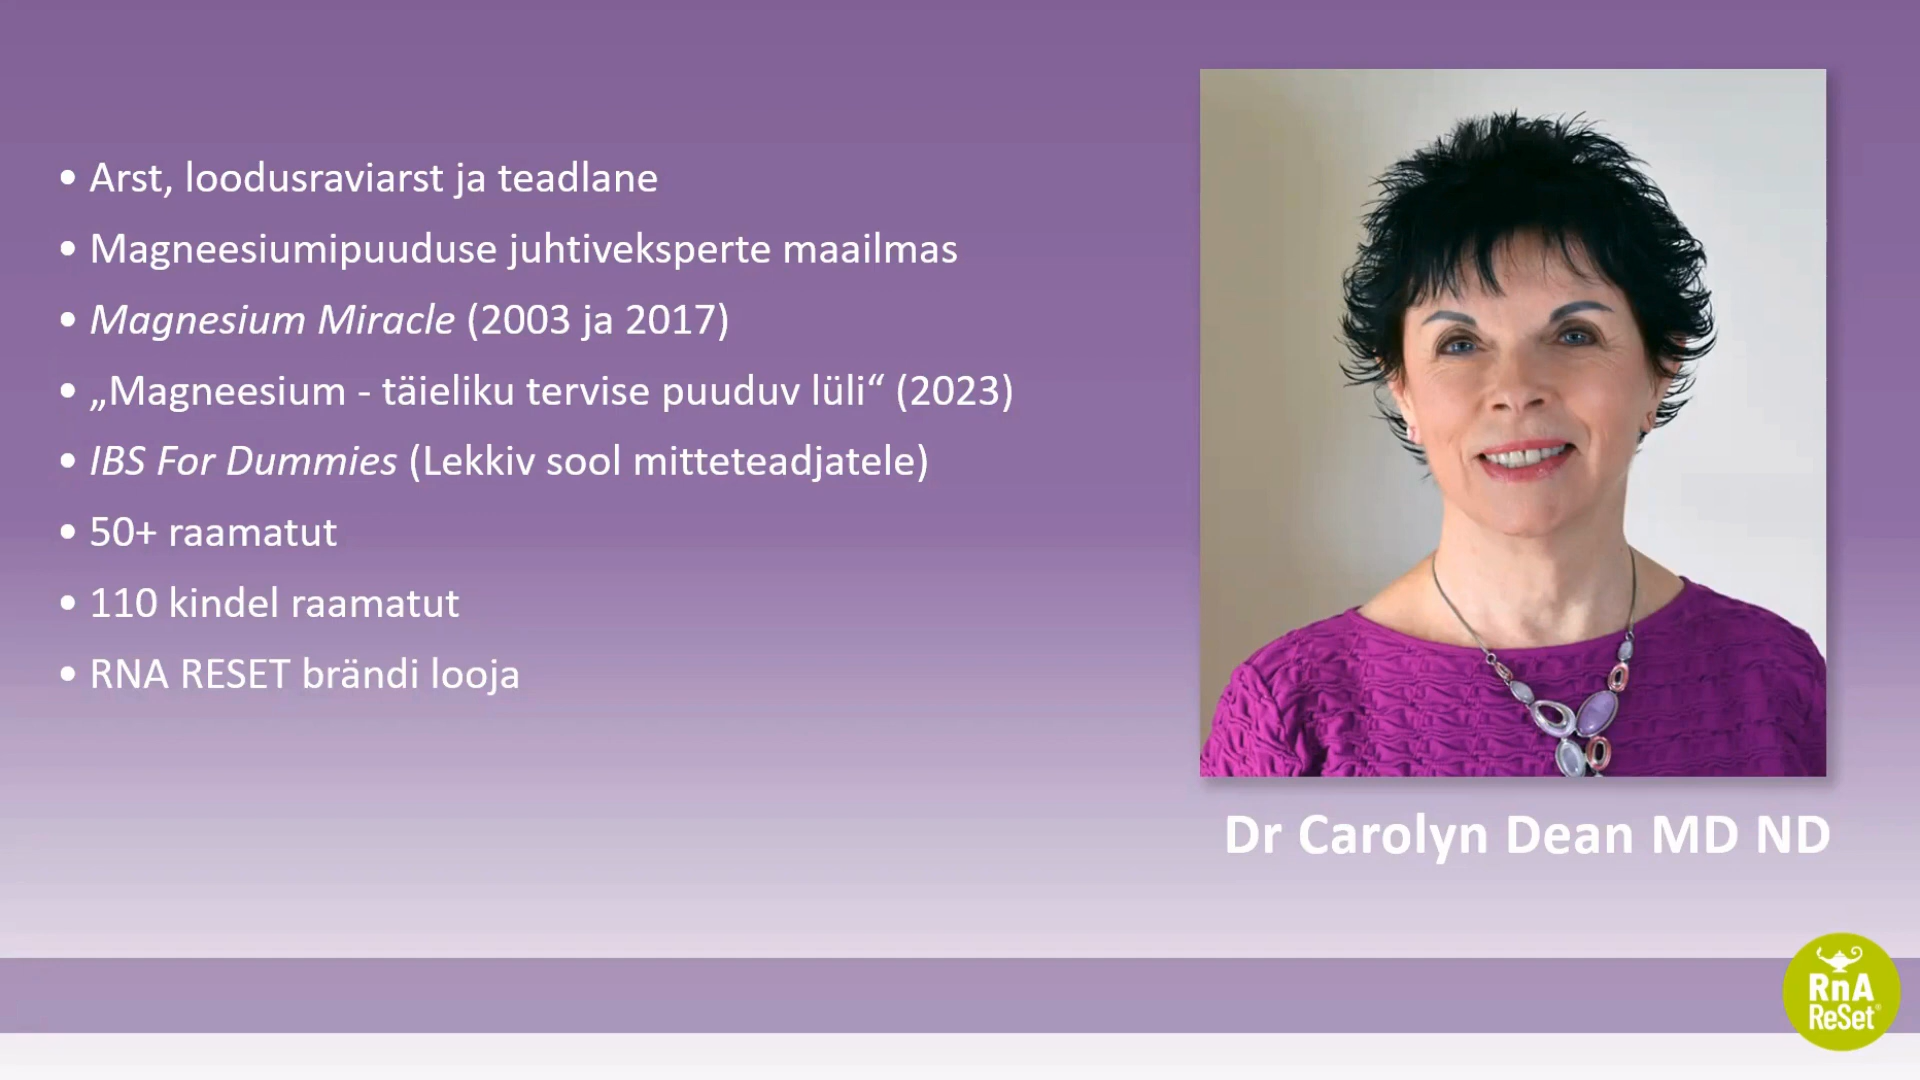 • Arst, loodusraviarst ja teadlane
• Magneesiumipuuduse juhtiveksperte maailmas
• Magnesium Miracle (2003 ja 2017)
• „Magneesium - täieliku tervise puuduv lüli“ (2023)
• IBS For Dummies (Lekkiv sool mitteteadjatele)
• 50+ raamatut
• 110 kindel raamatut
• RNA RESET brändi looja
Dr Carolyn Dean MD ND
RnA
ReSet®